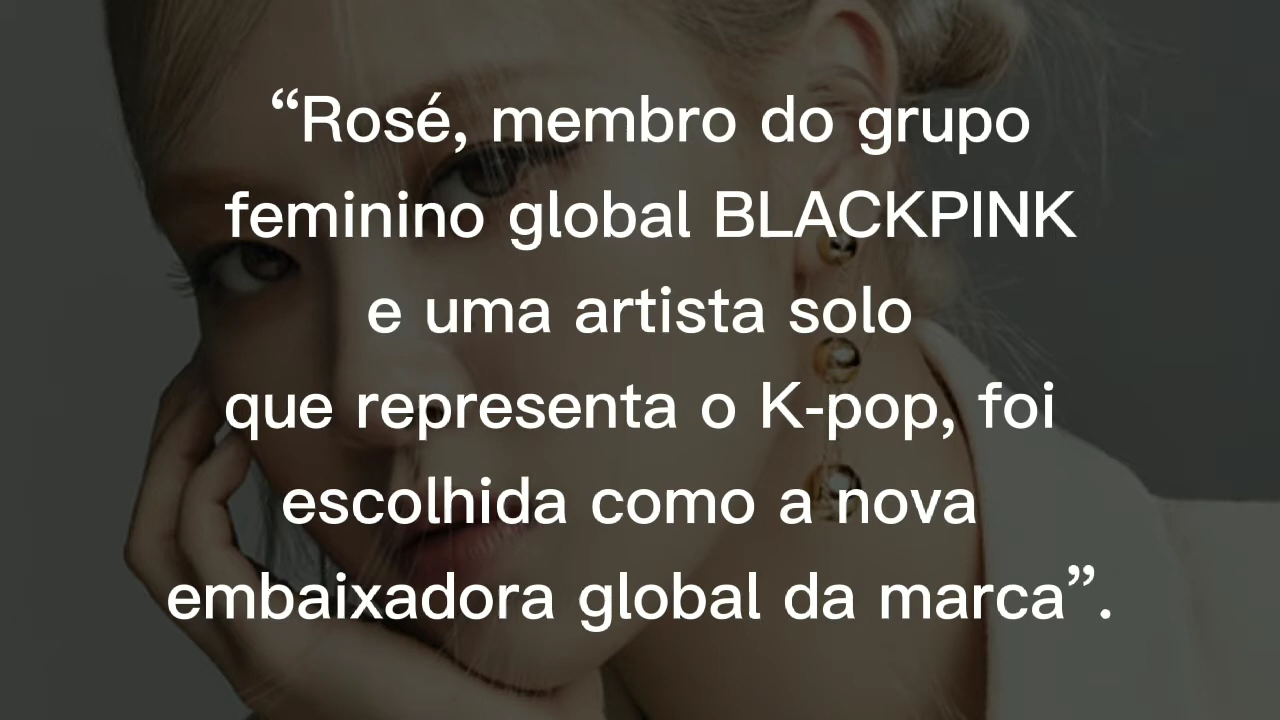 “Rosé, membro do grupo
feminino global BLACKPINK
e uma artista solo
que representa o K-pop, foi
escolhida como a nova
embaixadora global da marca”.